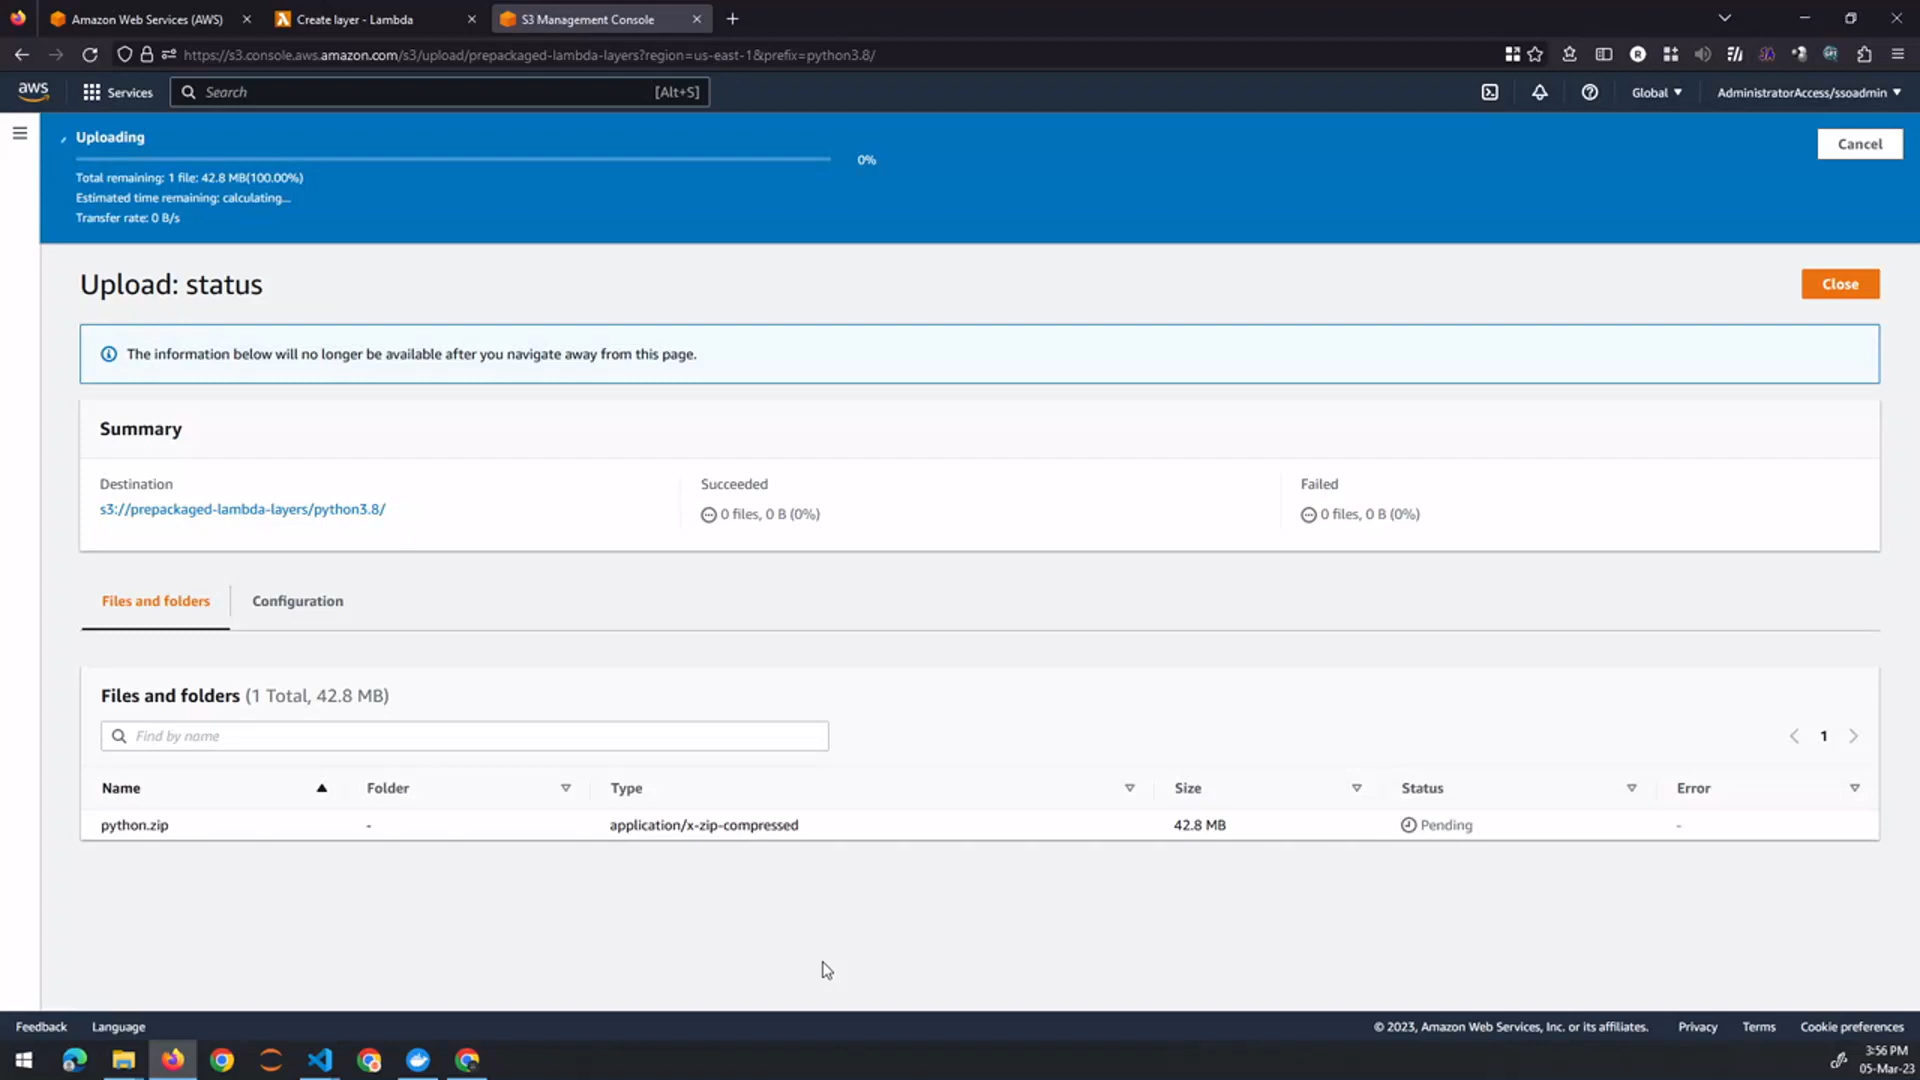 Amazon Web Services (AWS)
Create layer - Lambda
S3 Management Console
https://s3.console.aws.amazon.com/s3/upload/prepackaged-lambda-layers?region=us-east-1&prefix=python3.8/
aws
Services
Search
[Alt+S]
Global
AdministratorAccess/ssoadmin
Uploading
0%
Cancel
Total remaining: 1 file: 42.8 MB(100.00%)
Estimated time remaining: calculating...
Transfer rate: 0 B/s
Upload: status
Close
The information below will no longer be available after you navigate away from this page.
Summary
Destination
Succeeded
Failed
s3://prepackaged-lambda-layers/python3.8/
0 files, 0 B (0%)
0 files, 0 B (0%)
Files and folders
Configuration
Files and folders (1 Total, 42.8 MB)
Find by name
1
Name
Folder
Type
Size
Status
Error
python.zip
-
application/x-zip-compressed
42.8 MB
Pending
-
Feedback
Language
© 2023, Amazon Web Services, Inc. or its affiliates.
Privacy
Terms
Cookie preferences
3:56 PM
05-Mar-23